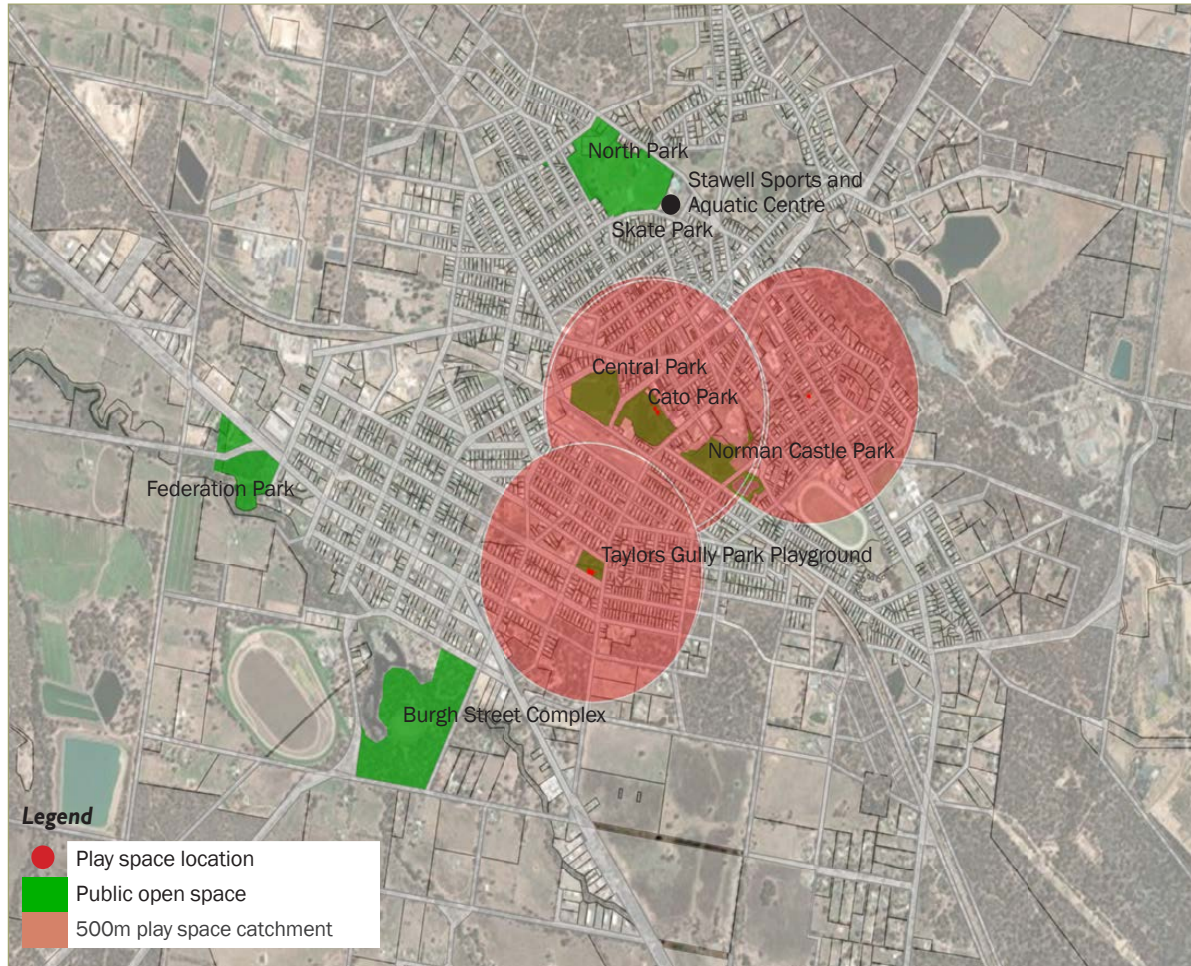 North Park
Stawell Sports and
Aquatic Centre
Skate Park
Central Park
Cato Park
Norman Castle Park
Federation Park
Taylors Gully Park Playground
Burgh Street Complex
Legend
Play space location
Public open space
500m play space catchment